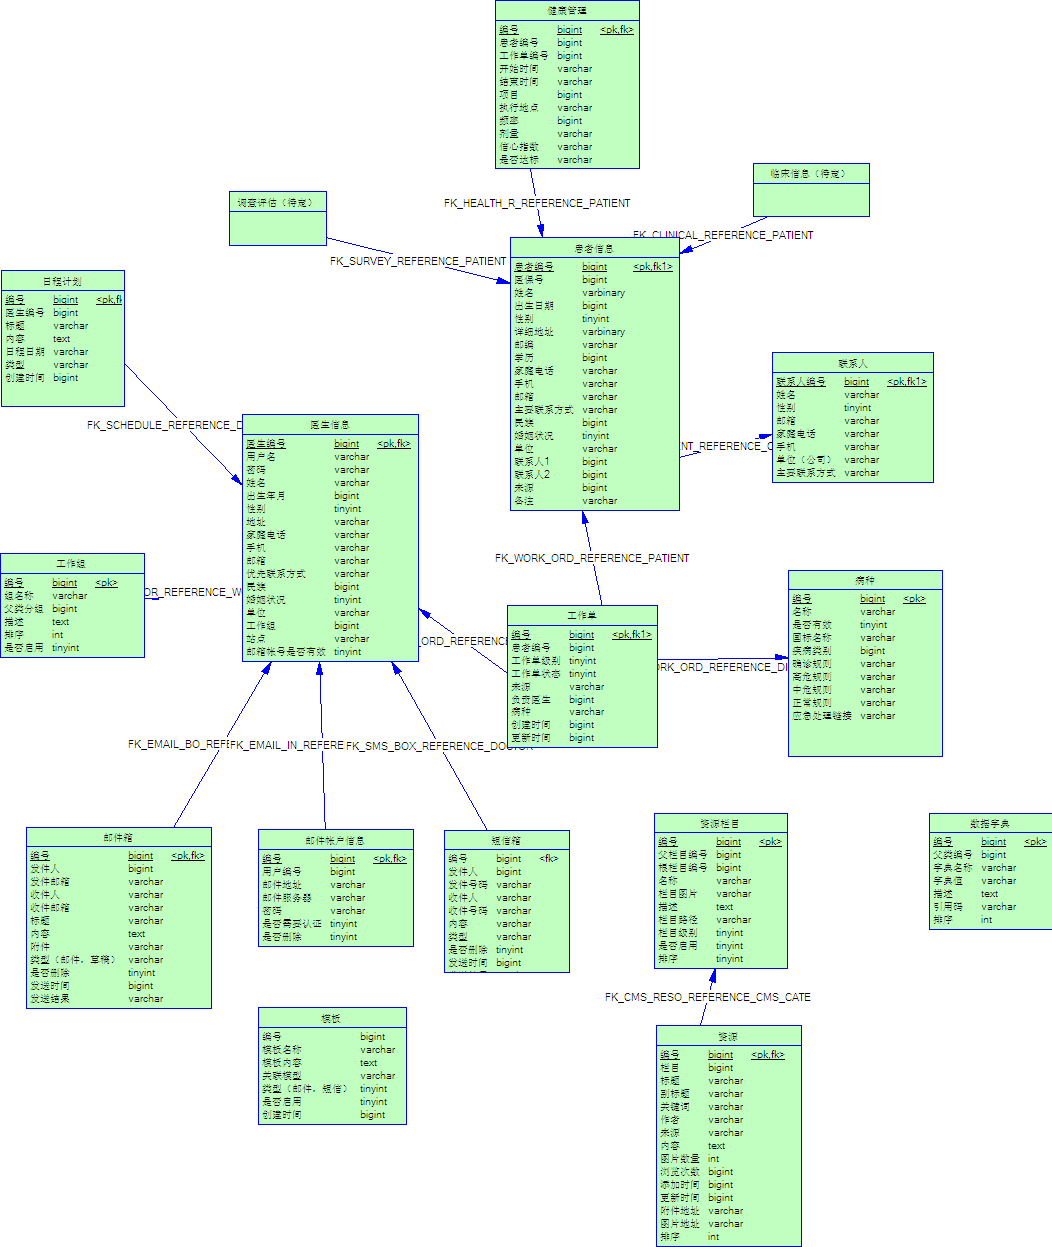 健康管理
编号 bigint <pk,fk>
患者编号 bigint
工作单编号 bigint
开始时间 varchar
结束时间 varchar
项目 bigint
执行地点 varchar
频率 bigint
剂量 varchar
信心指数 varchar
是否达标 varchar
FK_HEALTH_R_REFERENCE_PATIENT
临床信息（待定）
FK_CLINICAL_REFERENCE_PATIENT
调查评估（待定）
FK_SURVEY_REFERENCE_PATIENT
患者信息
患者编号 bigint <pk,fk1>
医保号 bigint
姓名 varbinary
出生日期 bigint
性别 tinyint
详细地址 varbinary
邮编 varchar
学历 bigint
家庭电话 varchar
手机 varchar
邮箱 varchar
主要联系方式 varchar
民族 bigint
婚姻状况 tinyint
单位 varchar
联系人1 bigint
联系人2 bigint
来源 bigint
备注 varchar
日程计划
编号 bigint <pk,fk
医生编号 bigint
标题 varchar
内容 text
日程日期 varchar
类型 varchar
创建时间 bigint
FK_SCHEDULE_REFERENCE_D
联系人
联系人编号 bigint <pk,fk1>
姓名 varchar
性别 tinyint
邮箱 varchar
家庭电话 varchar
手机 varchar
单位（公司） varchar
主要联系方式 varchar
NT_REFERENCE_C
医生信息
医生编号 bigint <pk,fk>
用户名 varchar
密码 varchar
姓名 varchar
出生年月 bigint
性别 tinyint
地址 varchar
家庭电话 varchar
手机 varchar
邮箱 varchar
优先联系方式 varchar
民族 bigint
婚姻状况 tinyint
单位 varchar
工作组 bigint
站点 varchar
邮箱帐号是否有效 tinyint
工作组
编号 bigint <pk>
组名称 varchar
父类分组 bigint
描述 text
排序 int
是否启用 tinyint
OR_REFERENCE_W
FK_WORK_ORD_REFERENCE_PATIENT
_ORD_REFERENCE
工作单
编号 bigint <pk,fk1>
患者编号 bigint
工作单级别 tinyint
工作单状态 tinyint
来源 varchar
负责医生 bigint
病种 varchar
创建时间 bigint
更新时间 bigint
ORK_ORD_REFERENCE_DI
病种
编号 bigint <pk>
名称 varchar
是否有效 tinyint
国标名称 varchar
疾病类别 bigint
确诊规则 varchar
高危规则 varchar
中危规则 varchar
正常规则 varchar
应急处理链接 varchar
FK_EMAIL_BO_REFE
FK_EMAIL_IN_REFERE
FK_SMS_BOX_REFERENCE_DOCTOR
邮件箱
编号 bigint <pk,fk>
发件人 bigint
发件邮箱 varchar
收件人 varchar
收件邮箱 varchar
标题 varchar
内容 text
附件 varchar
类型（邮件，草稿） varchar
是否删除 tinyint
发送时间 bigint
发送结果 varchar
邮件帐户信息
编号 bigint <pk,fk>
用户编号 bigint
邮件地址 varchar
邮件服务器 varchar
密码 varchar
是否需要认证 tinyint
是否删除 tinyint
短信箱
编号 bigint <fk>
发件人 bigint
发件号码 varchar
收件人 varchar
收件号码 varchar
内容 varchar
类型 varchar
是否删除 tinyint
发送时间 bigint
资源栏目
编号 bigint <pk>
父栏目编号 bigint
根栏目编号 bigint
名称 varchar
栏目图片 varchar
描述 text
栏目路径 varchar
栏目级别 tinyint
是否启用 tinyint
排序 tinyint
数据字典
编号 bigint <pk>
父类编号 bigint
字典名称 varchar
字典值 varchar
描述 text
引用码 varchar
排序 int
FK_CMS_RESO_REFERENCE_CMS_CATE
模板
编号 bigint
模板名称 varchar
模板内容 text
关联模型 varchar
类型（邮件，短信） tinyint
是否启用 tinyint
创建时间 bigint
资源
编号 bigint <pk,fk>
栏目 bigint
标题 varchar
副标题 varchar
关键词 varchar
作者 varchar
来源 varchar
内容 text
图片数量 int
浏览次数 bigint
添加时间 bigint
更新时间 bigint
附件地址 varchar
图片地址 varchar
排序 int